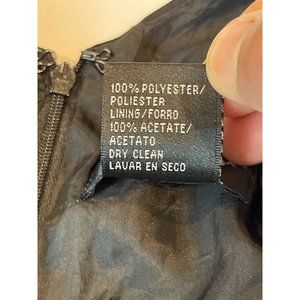 100% POLYESTER/
POLIESTER
LINING/FORRO
100% ACETATE/
ACETATO
DRY CLEAN
LAVAR EN SECO